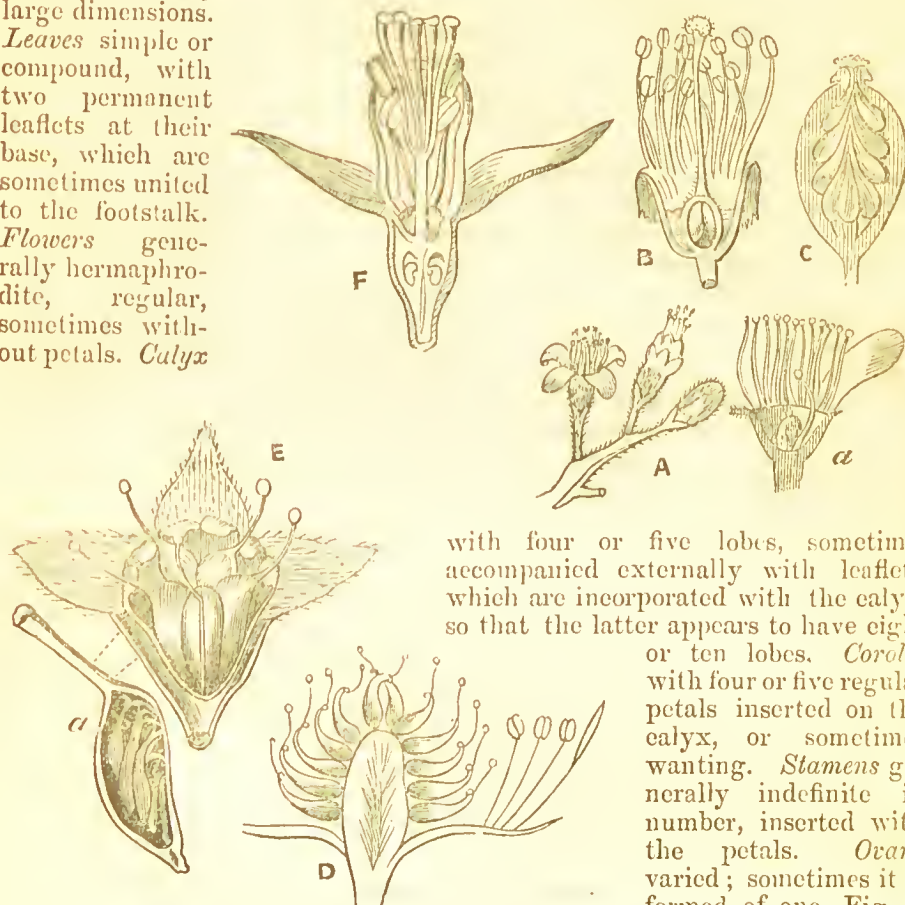 large dimensions.
Leaves simple or
compound, with
two permanent
leaflets at their
base, which are
sometimes united
to the footstalk.
Flowers gene-
rally hermaphro-
dite, regular,
sometimes with-
out petals. Calyx
F
B
C
A
a
E
a
D
with four or five lobes, sometim
accompanied externally with leaflet
which are incorporated with the caly
so that the latter appears to have eig
or ten lobes. Corol
with four or five regul
petals inserted on th
calyx, or sometim
wanting. Stamens g
nerally indefinite i
number, inserted wit
the petals. Ovar
varied; sometimes it
formed of one Fig